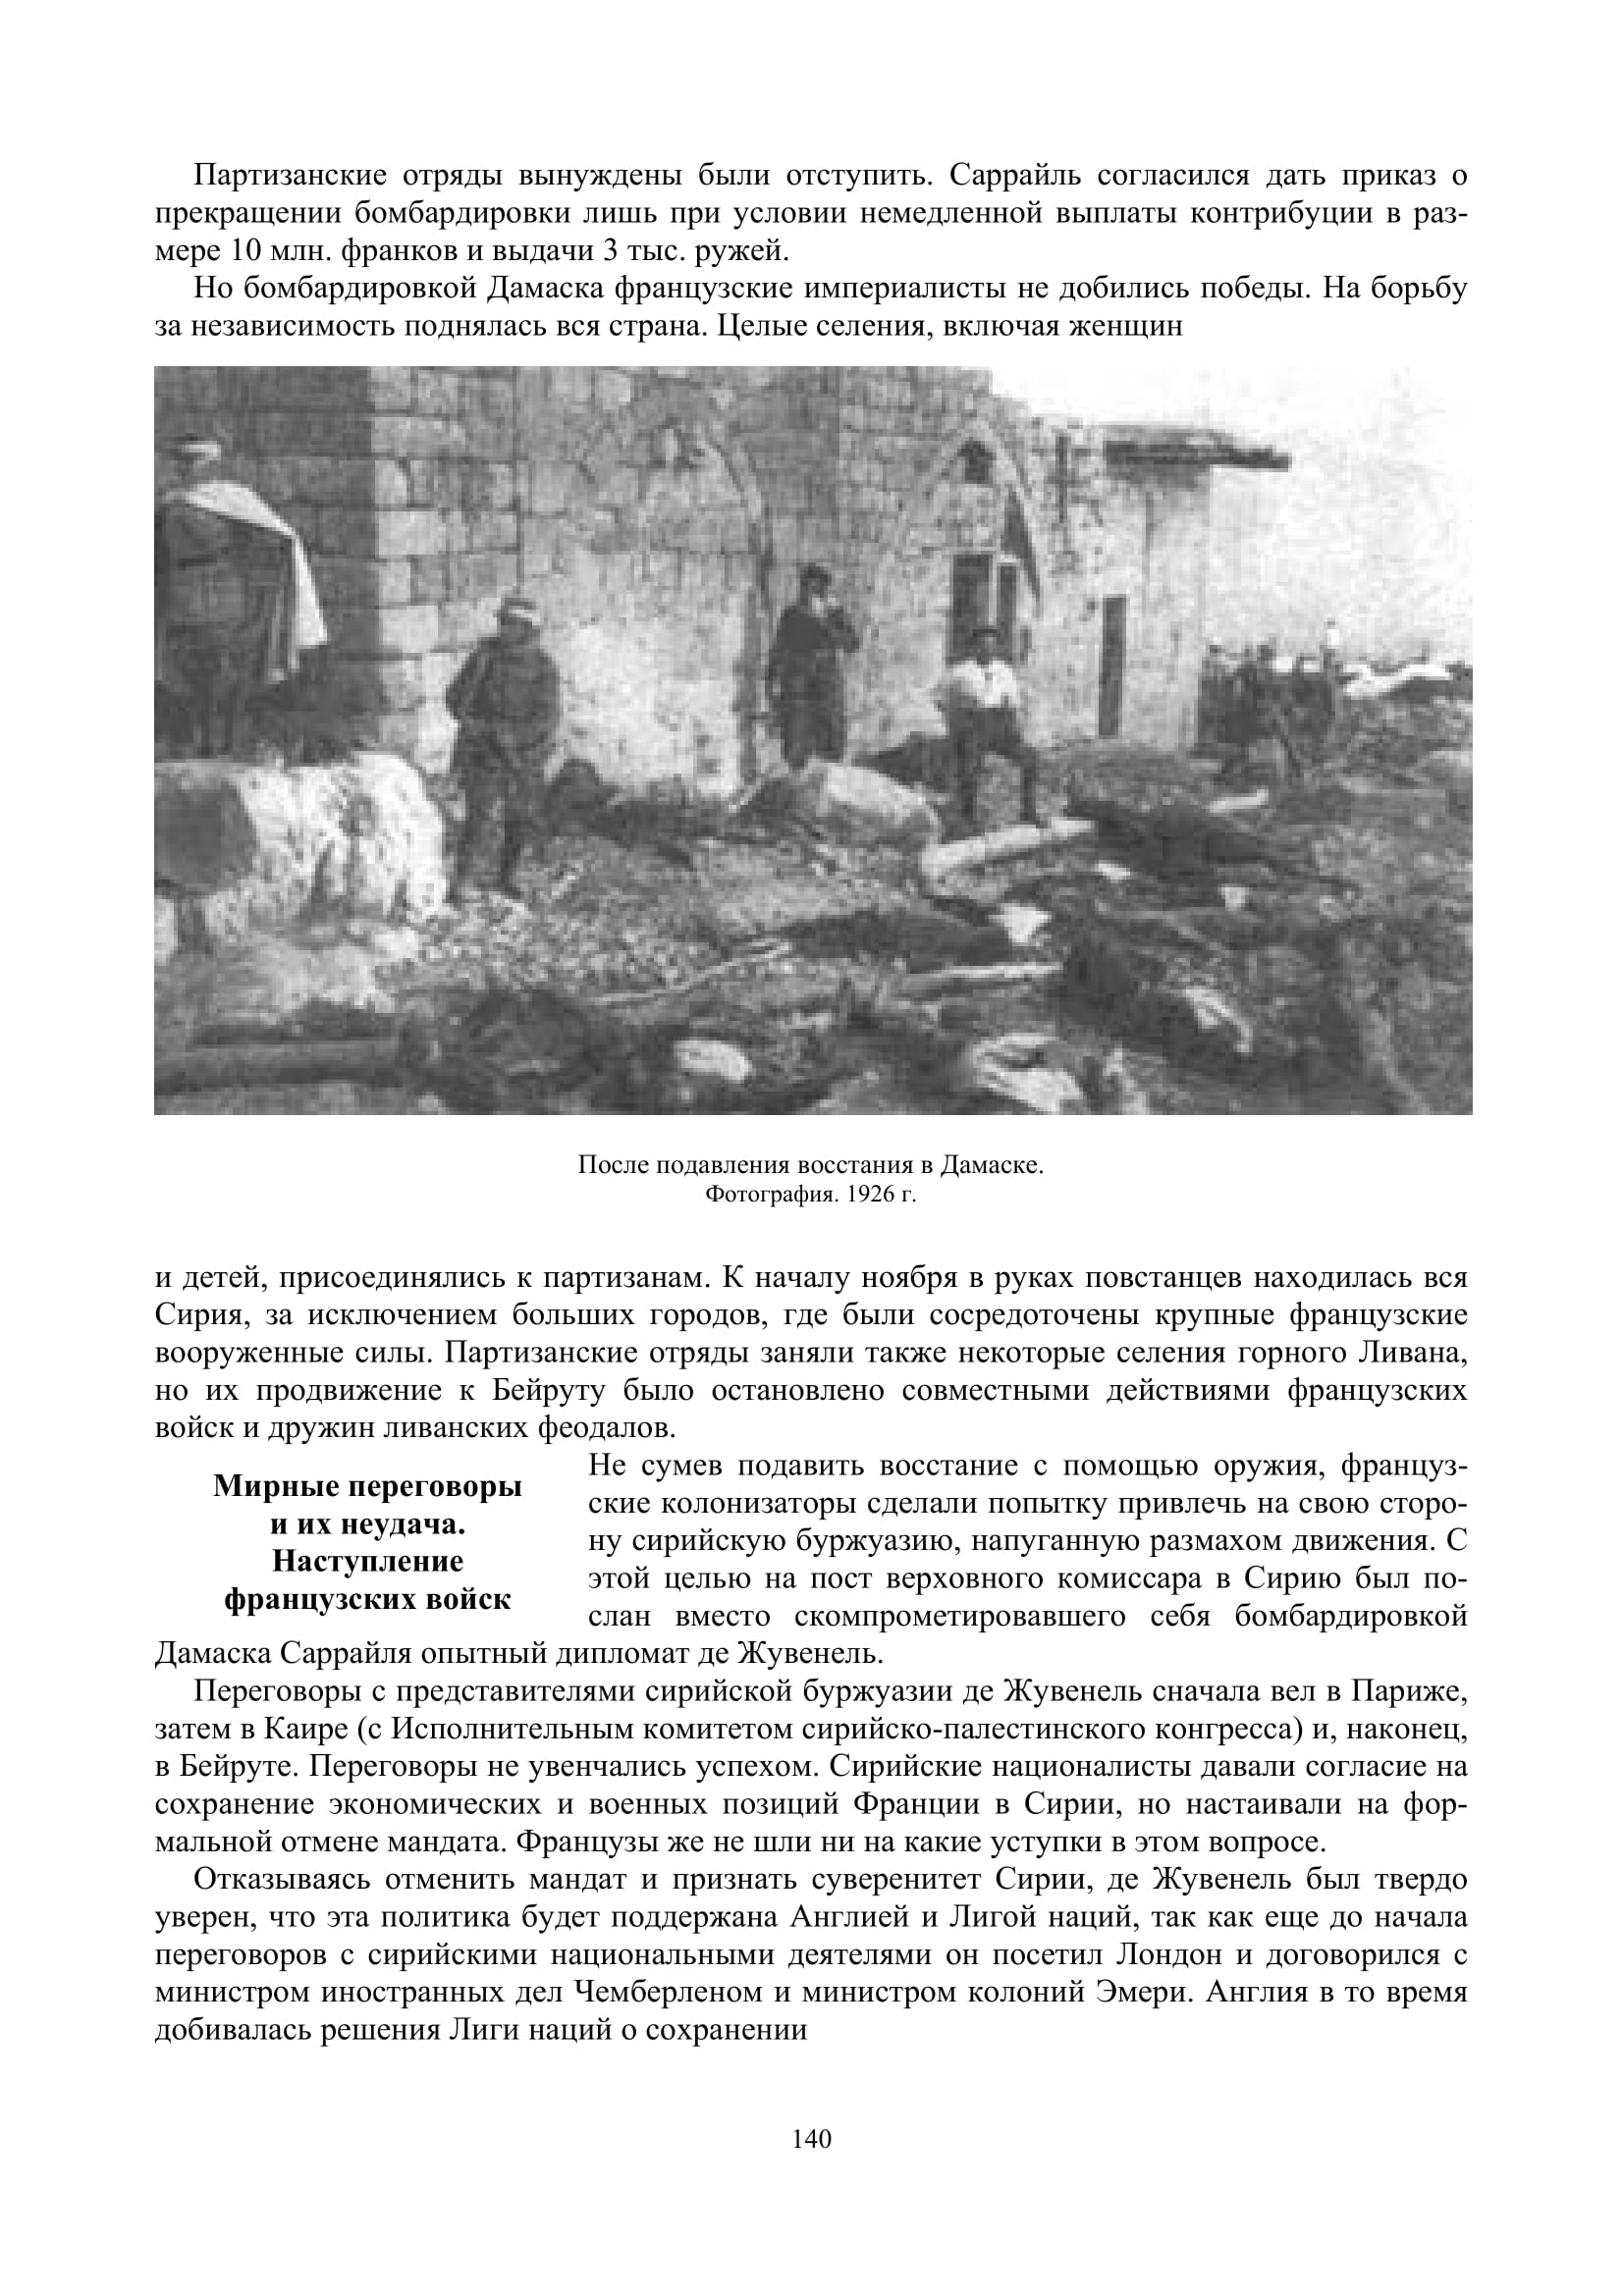 Партизанские отряды вынуждены были отступить. Саррайль согласился дать приказ о
прекращении бомбардировки лишь при условии немедленной выплаты контрибуции в раз-
мере 10 млн. франков и выдачи 3 тыс. ружей.
Но бомбардировкой Дамаска французские империалисты не добились победы. На борьбу
за независимость поднялась вся страна. Целые селения, включая женщин
После подавления восстания в Дамаске.
Фотография. 1926 г.
и детей, присоединялись к партизанам. К началу ноября в руках повстанцев находилась вся
Сирия, за исключением больших городов, где были сосредоточены крупные французские
вооруженные силы. Партизанские отряды заняли также некоторые селения горного Ливана,
но их продвижение к Бейруту было остановлено совместными действиями французских
войск и дружин ливанских феодалов.
Мирные переговоры
и их неудача.
Наступление
французских войск
Не сумев подавить восстание с помощью оружия, француз-
ские колонизаторы сделали попытку привлечь на свою сторо-
ну сирийскую буржуазию, напуганную размахом движения. С
этой целью на пост верховного комиссара в Сирию был по-
слан вместо скомпрометировавшего себя бомбардировкой
Дамаска Саррайля опытный дипломат де Жувенель.
Переговоры с представителями сирийской буржуазии де Жувенель сначала вел в Париже,
затем в Каире (с Исполнительным комитетом сирийско-палестинского конгресса) и, наконец,
в Бейруте. Переговоры не увенчались успехом. Сирийские националисты давали согласие на
сохранение экономических и военных позиций Франции в Сирии, но настаивали на фор-
мальной отмене мандата. Французы же не шли ни на какие уступки в этом вопросе.
Отказываясь отменить мандат и признать суверенитет Сирии, де Жувенель был твердо
уверен, что эта политика будет поддержана Англией и Лигой наций, так как еще до начала
переговоров с сирийскими национальными деятелями он посетил Лондон и договорился с
министром иностранных дел Чемберленом и министром колоний Эмери. Англия в то время
добивалась решения Лиги наций о сохранении
140